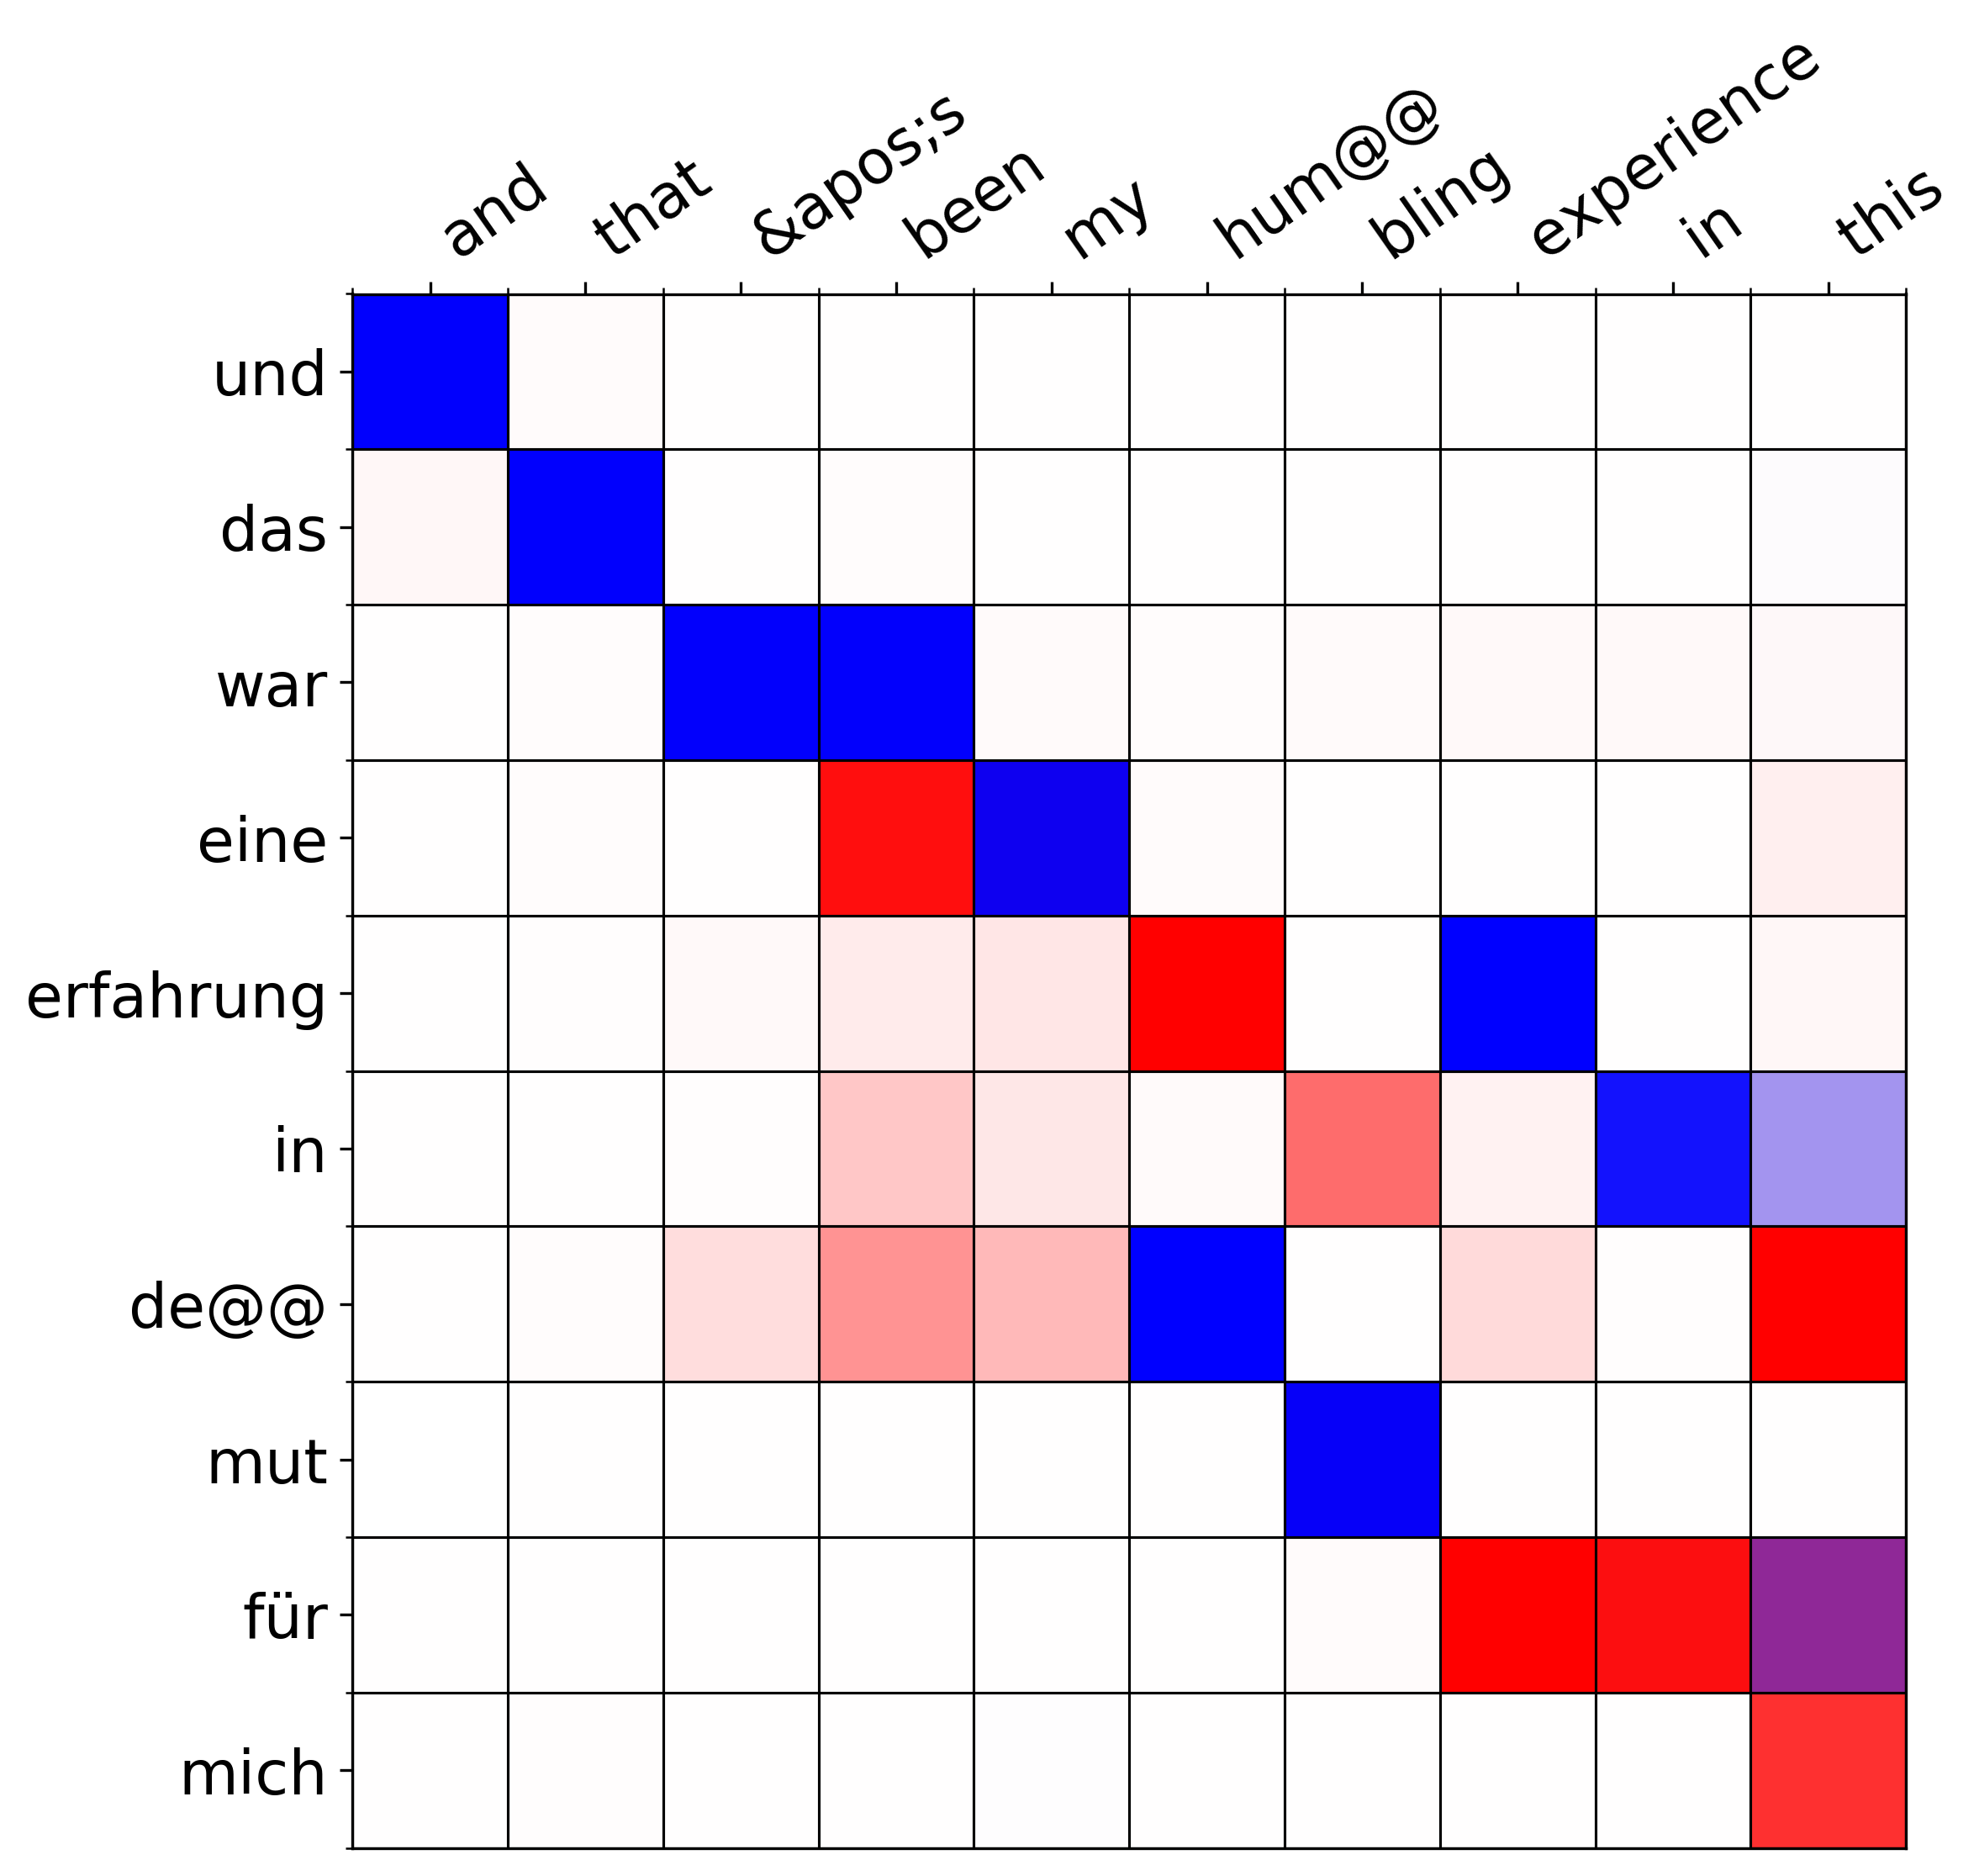 and
that
&apos;s
been
my
hum@@
bling
experience
in
this
und
das
war
eine
erfahrung
in
de@@
mut
für
mich